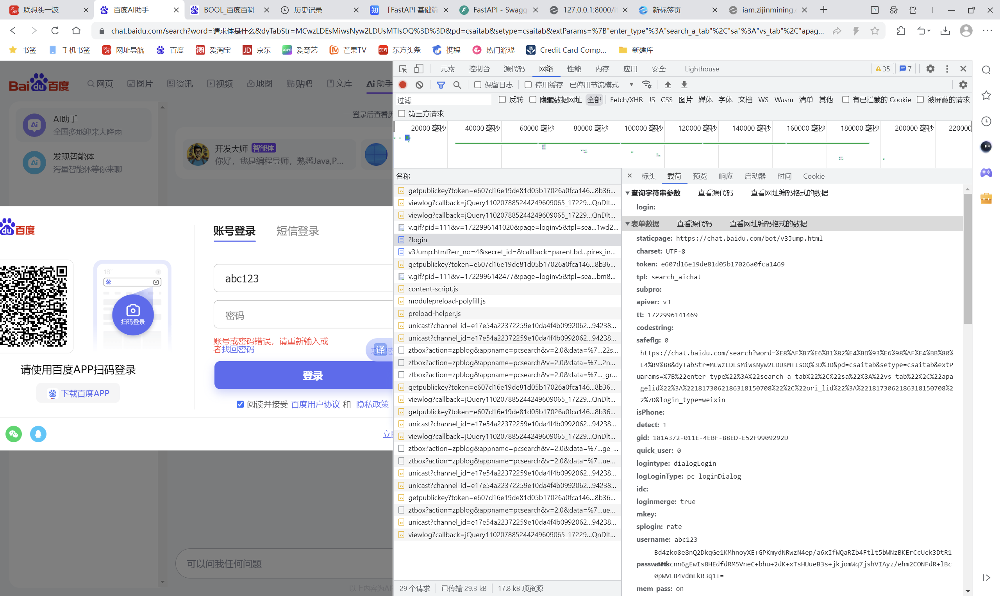 联想头一波
百度AI助手
BOOL_百度百科
历史记录
「FastAPI 基础篇
FastAPI - Swagg
127.0.0.1:8000/i
新标签页
iam.zijinmining.
9
chat.baidu.com/search?word=请求体是什么&dyTabStr=MCwzLDEsMiwsNyw2LDUsMTIsOQ%3D%3D&pd=csaitab&setype=csaitab&extParams=%7B"enter_type"%3A"search_a_tab"%2C"sa"%3A"vs_tab"%2C"apag...
书签 手机书签 网址导航 百度 爱淘宝 京东 爱奇艺 芒果TV 东方头条 携程 热门游戏 Credit Card Comp... 新建库
Baidu百度 网页 图片 资讯 视频 地图 贴吧 文库 Ai助手
AI助手
全国多地迎来大降雨
发现智能体
海量智能体等你来聊
登录后查看历
开发大师 智能体
你好，我是编程导师，熟悉Java,P...
du百度
账号登录 短信登录
abc123
密码
账号或密码错误，请重新输入或
者找回密码
译
登录
阅读并接受 百度用户协议 和 隐私政策
18°
扫码登录
请使用百度APP扫码登录
下载百度APP
可以问我任何问题
以上内容为AI
元素 控制台 源代码 网络 性能 内存 应用 安全 Lighthouse 35 7
保留日志 停用缓存 已停用节流模式
过滤 反转 隐藏数据网址 全部 Fetch/XHR JS CSS 图片 媒体 字体 文档 WS Wasm 清单 其他 有已拦截的 Cookie 被屏蔽的请求
第三方请求
20000 毫秒 40000 毫秒 60000 毫秒 80000 毫秒 100000 毫秒 120000 毫秒 140000 毫秒 160000 毫秒 180000 毫秒 200000 毫秒 22000
名称
getpublickey?token=e607d16e19de81d05b17026a0fca146...8b36...
viewlog?callback=jQuery110207885244249609065_17229...QnDlt...
viewlog?callback=jQuery110207885244249609065_17229...QnDlt...
v.gif?pid=111&v=1722996141020&page=loginv5&tpl=sea...1wd2...
?login
v3Jump.html?err_no=4&secret_id=&callback=parent.bd...pires_in...
getpublickey?token=e607d16e19de81d05b17026a0fca146...8b36...
v.gif?pid=111&v=1722996142477&page=loginv5&tpl=sea...bm8...
content-script.js
modulepreload-polyfill.js
preload-helper.js
unicast?channel_id=e17e54a22372259e10da4f4b0992062...94238...
unicast?channel_id=e17e54a22372259e10da4f4b0992062...94238...
ztbox?action=zpblog&appname=pcsearch&v=2.0&data=%7...22s...
ztbox?action=zpblog&appname=pcsearch&v=2.0&data=%7...2n...
ztbox?action=zpblog&appname=pcsearch&v=2.0&data=%7..._gr...
getpublickey?token=e607d16e19de81d05b17026a0fca146...8b36...
viewlog?callback=jQuery110207885244249609065_17229...QnDlt...
getpublickey?token=e607d16e19de81d05b17026a0fca146...8b36...
unicast?channel_id=e17e54a22372259e10da4f4b0992062...94238...
viewlog?callback=jQuery110207885244249609065_17229...QnDlt...
ztbox?action=zpblog&appname=pcsearch&v=2.0&data=%7...ge_...
ztbox?action=zpblog&appname=pcsearch&v=2.0&data=%7...ue...
unicast?channel_id=e17e54a22372259e10da4f4b0992062...94238...
unicast?channel_id=e17e54a22372259e10da4f4b0992062...94238...
getpublickey?token=e607d16e19de81d05b17026a0fca146...8b36...
ztbox?action=zpblog&appname=pcsearch&v=2.0&data=%7...ue...
unicast?channel_id=e17e54a22372259e10da4f4b0992062...94238...
viewlog?callback=jQuery110207885244249609065_17229...QnDlt...
29 个请求 已传输 29.3 kB 17.8 kB 项资源
标头 载荷 预览 响应 启动器 时间 Cookie
查询字符串参数 查看源代码 查看网址编码格式的数据
login:
表单数据 查看源代码 查看网址编码格式的数据
staticpage: https://chat.baidu.com/bot/v3Jump.html
charset: UTF-8
token: e607d16e19de81d05b17026a0fca1469
tpl: search_aichat
subpro:
apiver: v3
tt: 1722996141469
codestring:
safeflg: 0
https://chat.baidu.com/search?word=%E8%AF%B7%E6%B1%82%E4%BD%93%E6%98%AF%E4%BB%80%
E4%B9%88&dyTabStr=MCwzLDEsMiwsNyw2LDUsMTIsOQ%3D%3D&pd=csaitab&setype=csaitab&extP
u: arams=%7B%22enter_type%22%3A%22search_a_tab%22%2C%22sa%22%3A%22vs_tab%22%2C%22apa
gelid%22%3A%2218173062186318150708%22%2C%22ori_lid%22%3A%2218173062186318150708%2
2%7D&login_type=weixin
isPhone:
detect: 1
gid: 181A372-011E-4EBF-88ED-E52F9909292D
quick_user: 0
logintype: dialogLogin
logLoginType: pc_loginDialog
idc:
loginmerge: true
mkey:
splogin: rate
username: abc123
Bd4zko8e8nQ2DkqGe1KMhnoyXE+GPKmydNRwzN4ep/a6xIfWQaRZb4Ftlt5bWNzBKErCcUck3DtR1
password: cnn6gEwIs8HEdfdRM5VneC+bhu+2dK+xTsHUueB3s+jkjomWq7jshVIAyz/ehm2CONFdR+lBc
0pWVLB4vdmLkR3q1I=
mem_pass: on